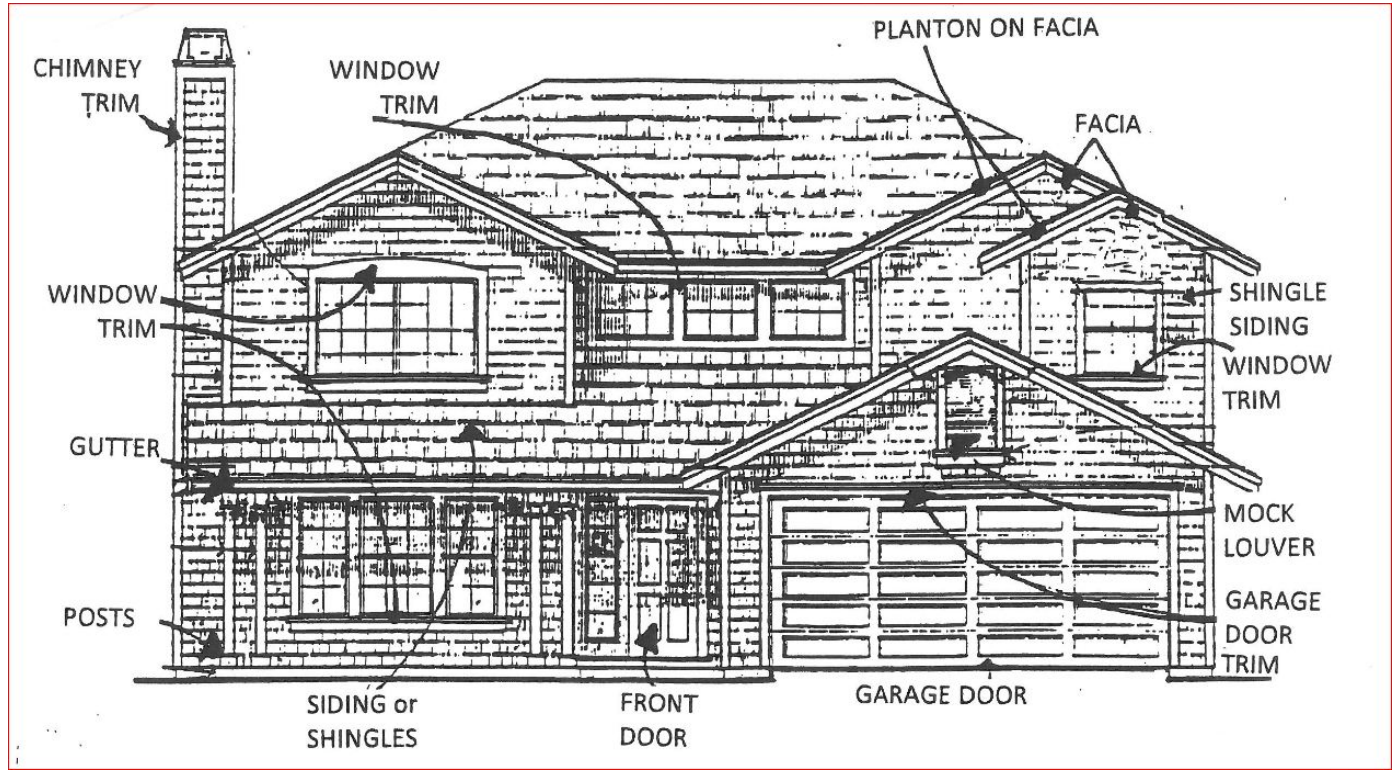 PLANTON ON FACIA
CHIMNEY
TRIM
WINDOW
TRIM
FACIA
WINDOW
TRIM
SHINGLE
SIDING
WINDOW
TRIM
GUTTER
MOCK
LOUVER
POSTS
GARAGE
DOOR
TRIM
SIDING or
SHINGLES
FRONT
DOOR
GARAGE DOOR